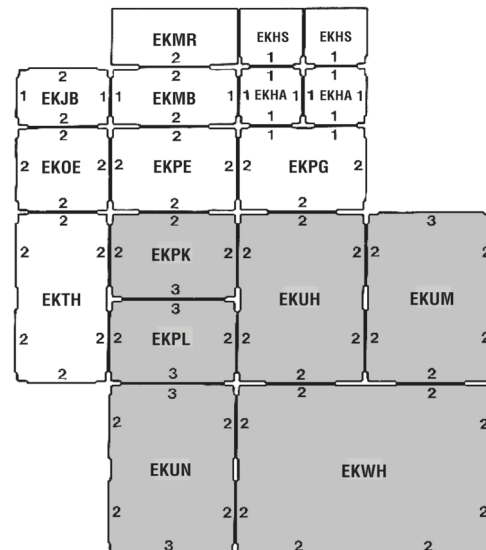 EKMR EKHS EKHS
2 1 1
2 2 1 1
1 EKJB 1 1 EKMB 1 1 EKHA 1 1 EKHA 1
2 2 1 1
2 1 1
2 EKOE 2 2 EKPE 2 2 EKPG 2
2
2 2 2 3
2 2 2 EKPK 2 2 2 2
3
EKTH EKUH EKUM
3
2 2 2 EKPL 2 2 2 2
2 3 2 2
3 2 2
2 2 2
EKUN EKWH
2 2 2
3 2 2